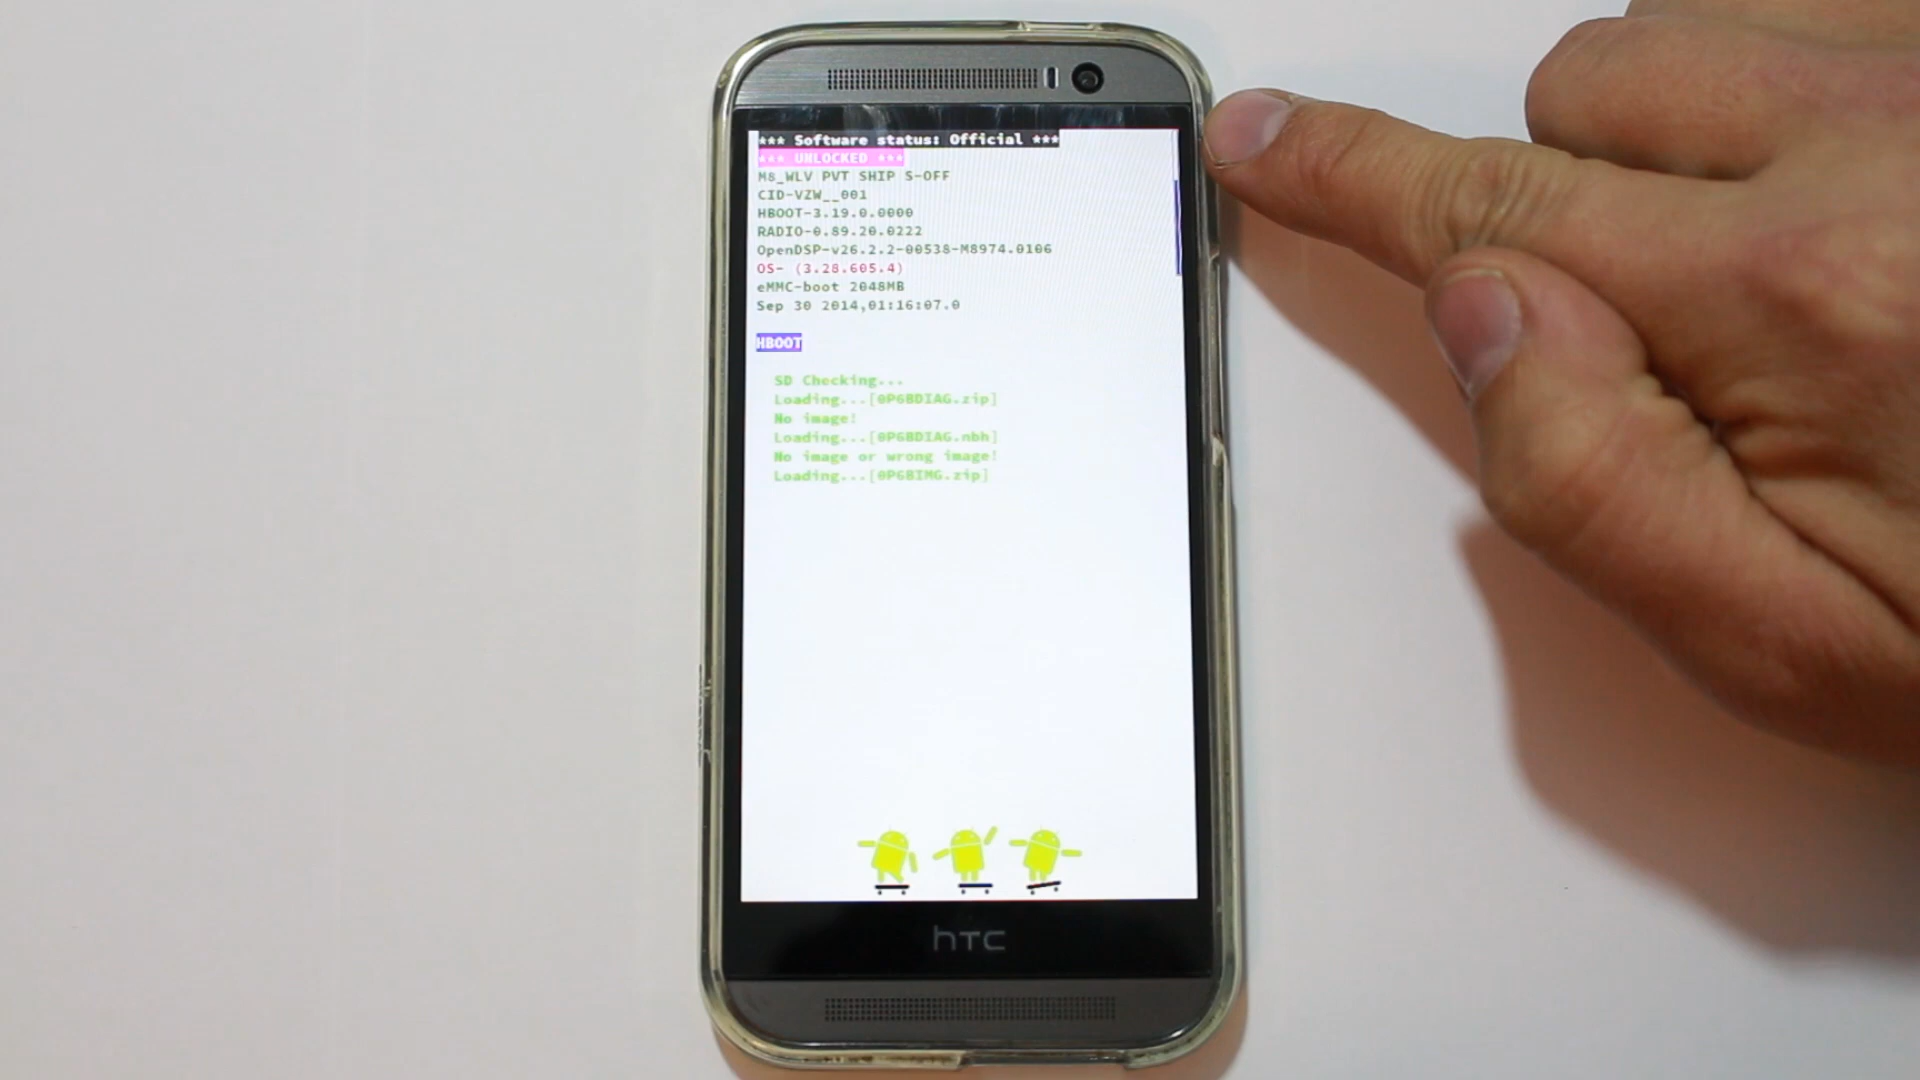 *** Software status: Official ***
*** UNLOCKED ***
M8_WLV PVT SHIP S-OFF
CID-VZW__001
HBOOT-3.19.0.0000
RADIO-0.89.20.0222
OpenDSP-v26.2.2-00538-M8974.0106
OS- (3.28.605.4)
eMMC-boot 2048MB
Sep 30 2014,01:16:07.0
HBOOT
SD Checking...
Loading...[0P6BDIAG.zip]
No image!
Loading...[0P6BDIAG.nbh]
No image or wrong image!
Loading...[0P6BIMG.zip]
hTC